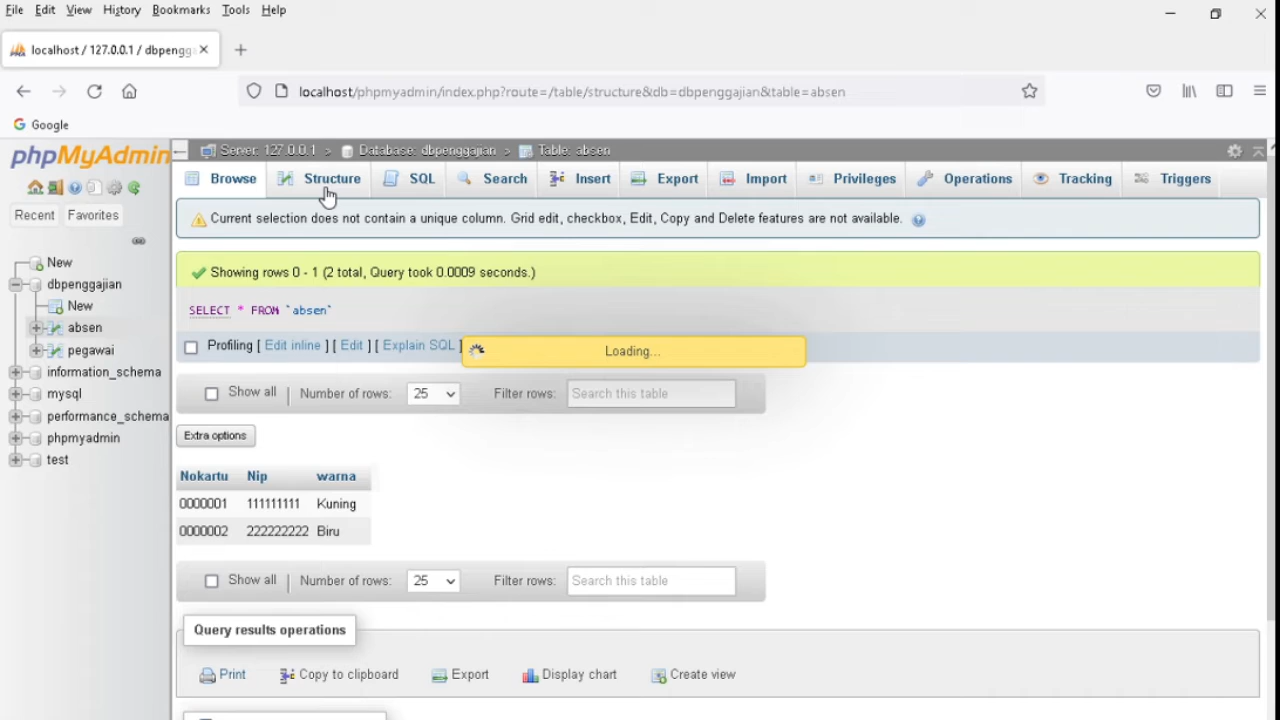 File Edit View History Bookmarks Tools Help
localhost / 127.0.0.1 / dbpengga
localhost/phpmyadmin/index.php?route=/table/structure&db=dbpenggajian&table=absen
Google
phpMyAdmin
Server: 127.0.0.1 > Database: dbpenggajian > Table: absen
Browse Structure SQL Search Insert Export Import Privileges Operations Tracking Triggers
Recent Favorites
New
dbpenggajian
New
absen
pegawai
information_schema
mysql
performance_schema
phpmyadmin
test
Current selection does not contain a unique column. Grid edit, checkbox, Edit, Copy and Delete features are not available.
Showing rows 0 - 1 (2 total, Query took 0.0009 seconds.)
SELECT * FROM `absen`
Profiling [ Edit inline ] [ Edit ] [ Explain SQL ]
Loading...
Show all | Number of rows: 25 Filter rows: Search this table
Extra options
Nokartu Nip warna
0000001 111111111 Kuning
0000002 222222222 Biru
Show all | Number of rows: 25 Filter rows: Search this table
Query results operations
Print Copy to clipboard Export Display chart Create view